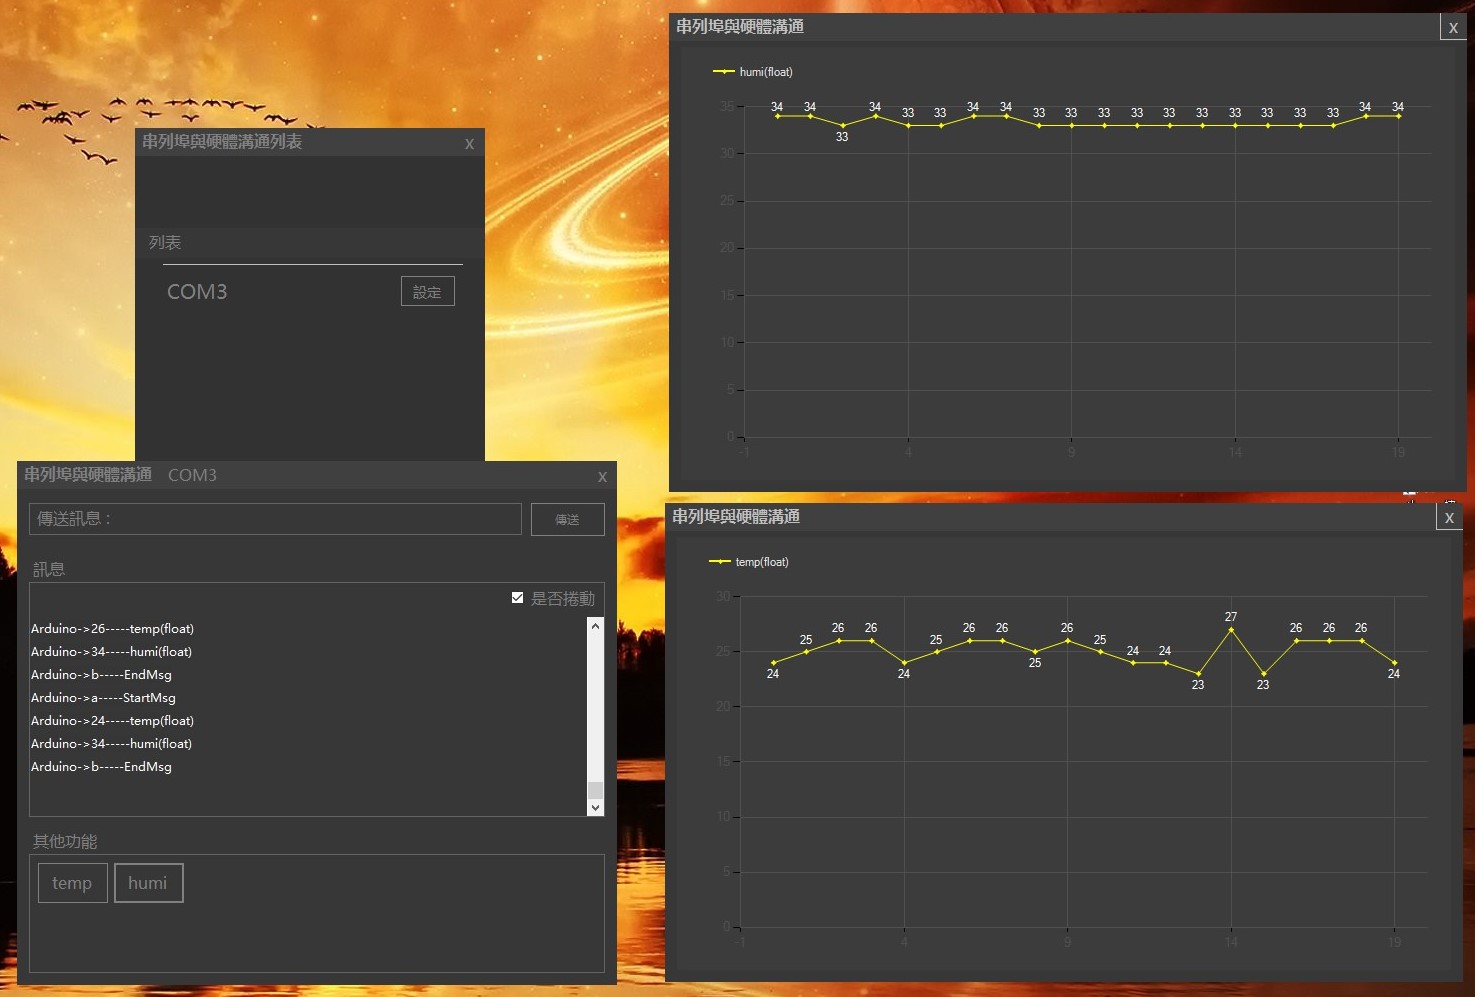 串列埠與硬體溝通列表 x
列表
COM3 設定
串列埠與硬體溝通 COM3 x
傳送訊息：
傳送
訊息
是否捲動
Arduino->26-----temp(float)
Arduino->34-----humi(float)
Arduino->b-----EndMsg
Arduino->a-----StartMsg
Arduino->24-----temp(float)
Arduino->34-----humi(float)
Arduino->b-----EndMsg
其他功能
temp humi
串列埠與硬體溝通 x
humi(float)
34 34 33 34 33 33 34 34 33 33 33 33 33 33 33 33 33 33 34 34
35
30
25
20
15
10
5
0
-1 4 9 14 19
串列埠與硬體溝通 x
temp(float)
24 25 26 26 24 25 26 26 25 26 25 24 24 23 27 23 26 26 26 24
30
25
20
15
10
5
0
-1 4 9 14 19